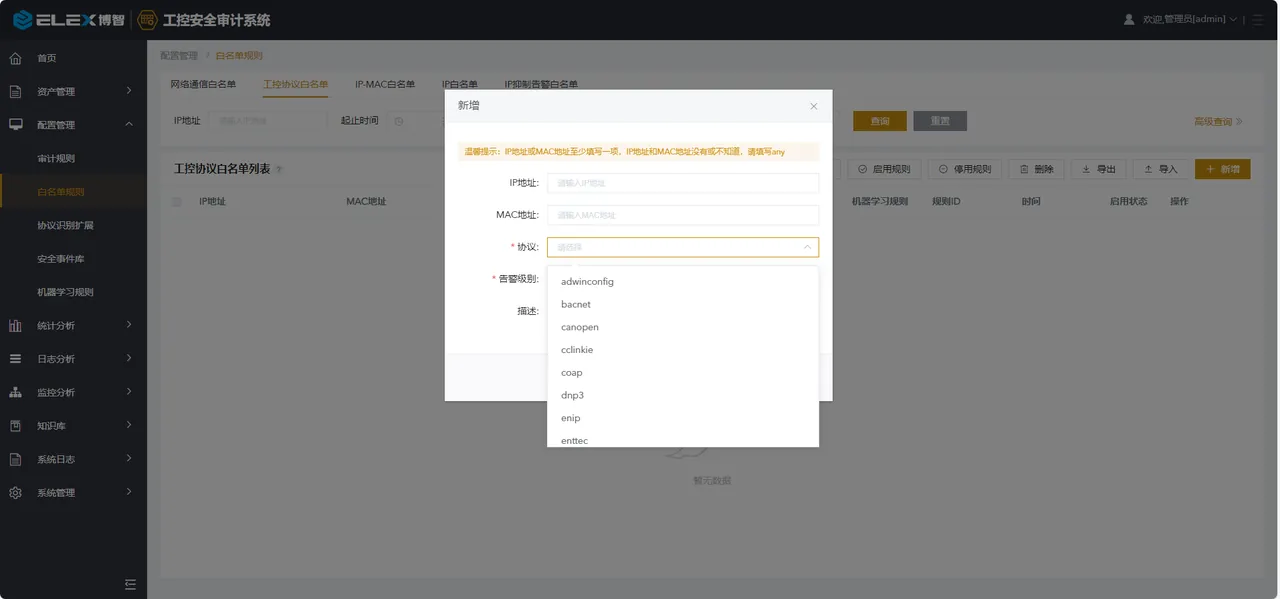 ELEX博智 工控安全审计系统
欢迎,管理员[admin]
首页
资产管理
配置管理
审计规则
白名单规则
协议识别扩展
安全事件库
机器学习规则
统计分析
日志分析
监控分析
知识库
系统日志
系统管理
配置管理 / 白名单规则
网络通信白名单 工控协议白名单 IP-MAC白名单 IP白名单 IP抑制告警白名单
IP地址 请输入IP地址 起止时间 查询 重置 高级查询
工控协议白名单列表 启用规则 停用规则 删除 导出 导入 新增
IP地址 MAC地址 机器学习规则 规则ID 时间 启用状态 操作
暂无数据
新增
温馨提示：IP地址或MAC地址至少填写一项、IP地址和MAC地址没有或不知道，请填写any
IP地址: 请输入IP地址
MAC地址: 请输入MAC地址
* 协议: 请选择
* 告警级别:
描述:
adwinconfig
bacnet
canopen
cclinkie
coap
dnp3
enip
enttec